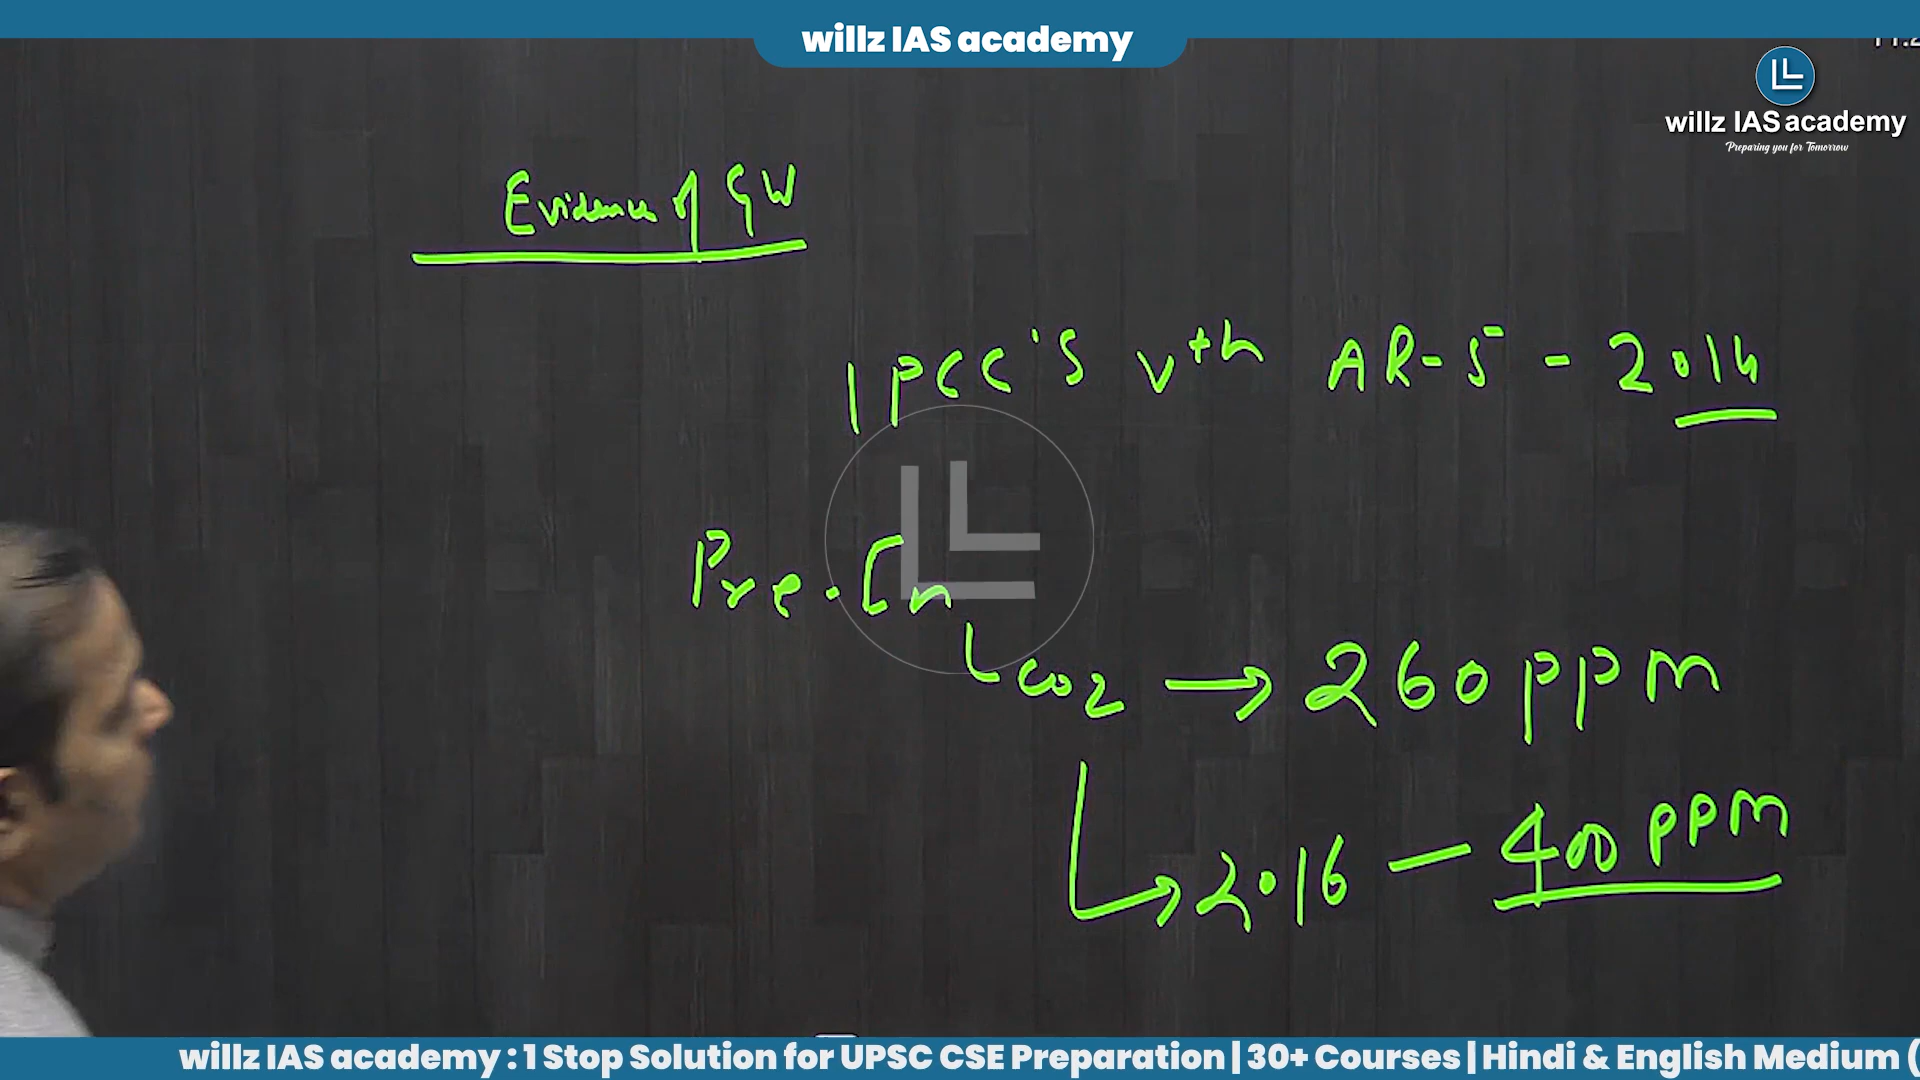 willz IAS academy
willz IAS academy
Preparing you for Tomorrow
Evidence of GW
IPCC'S Vth AR-5 - 2014
Pre-In
CO2 → 260 ppm
→ 2016 — 400 PPM
willz IAS academy : 1 Stop Solution for UPSC CSE Preparation | 30+ Courses | Hindi & English Medium (